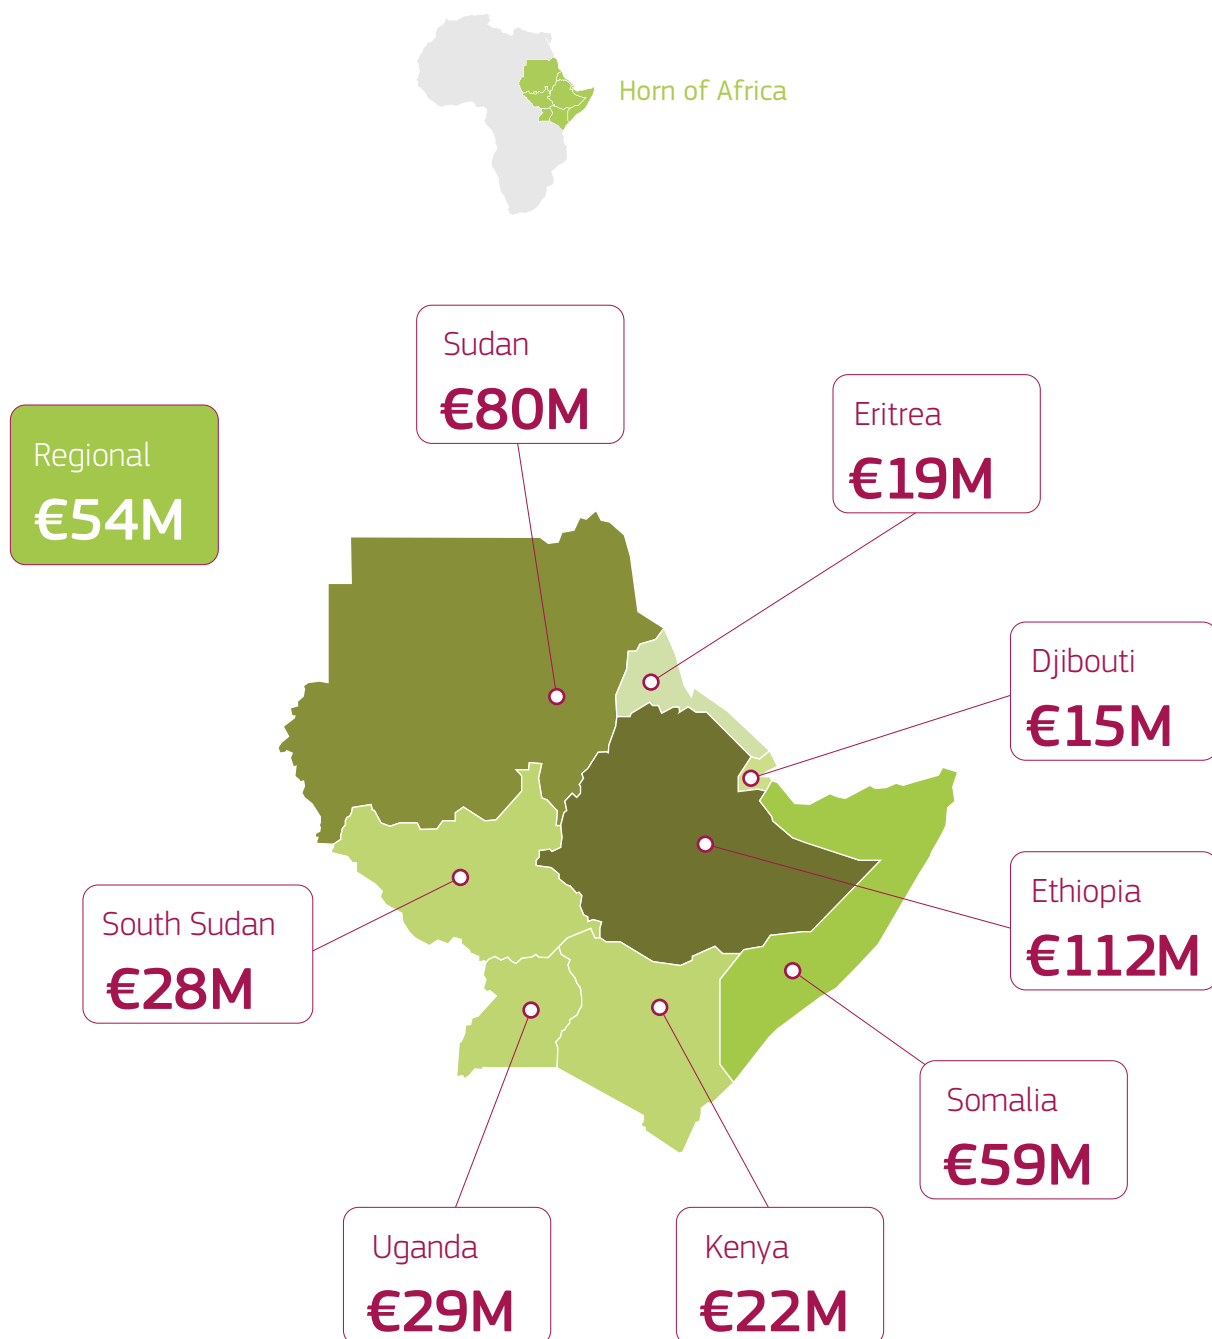 Horn of Africa
Sudan
€80M
Eritrea
€19M
Regional
€54M
Djibouti
€15M
Ethiopia
€112M
South Sudan
€28M
Somalia
€59M
Uganda
€29M
Kenya
€22M